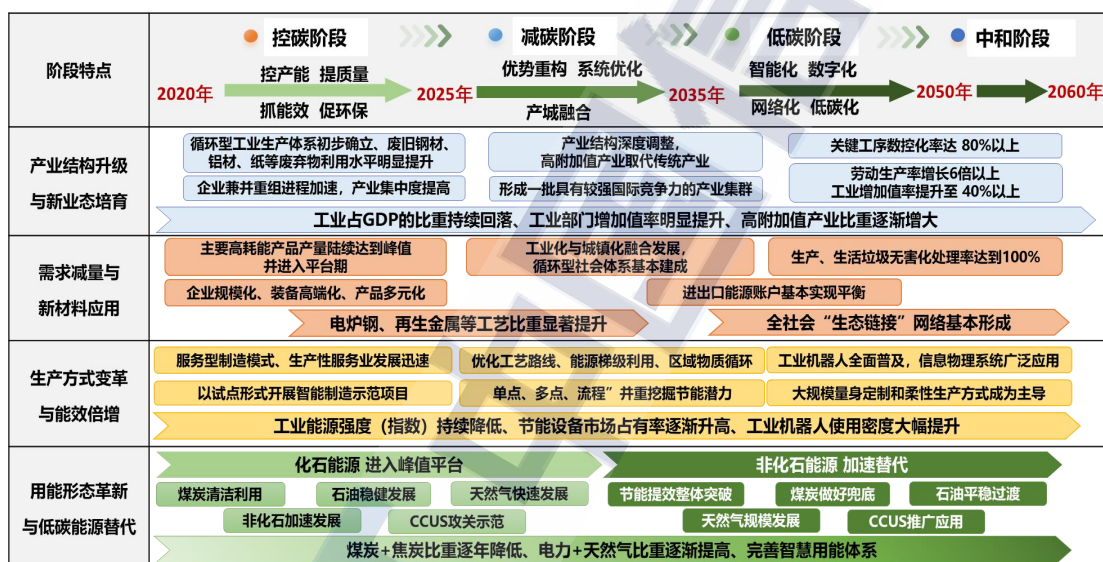 控碳阶段
减碳阶段
低碳阶段
中和阶段
阶段特点
控产能 提质量
优势重构 系统优化
智能化 数字化
2020年
2025年
2035年
2050年
2060年
抓能效 促环保
产城融合
网络化 低碳化
产业结构升级
与新业态培育
循环型工业生产体系初步确立、废旧钢材、
铝材、纸等废弃物利用水平明显提升
产业结构深度调整，
高附加值产业取代传统产业
关键工序数控化率达 80%以上
企业兼并重组进程加速，产业集中度提高
形成一批具有较强国际竞争力的产业集群
劳动生产率增长6倍以上
工业增加值率提升至 40%以上
工业占GDP的比重持续回落、工业部门增加值率明显提升、高附加值产业比重逐渐增大
需求减量与
新材料应用
主要高耗能产品产量陆续达到峰值
并进入平台期
工业化与城镇化融合发展，
循环型社会体系基本建成
生产、生活垃圾无害化处理率达到100%
企业规模化、装备高端化、产品多元化
进出口能源账户基本实现平衡
电炉钢、再生金属等工艺比重显著提升
全社会“生态链接”网络基本形成
生产方式变革
与能效倍增
服务型制造模式、生产性服务业发展迅速
优化工艺路线、能源梯级利用、区域物质循环
工业机器人全面普及，信息物理系统广泛应用
以试点形式开展智能制造示范项目
单点、多点、流程”并重挖掘节能潜力
大规模量身定制和柔性生产方式成为主导
工业能源强度（指数）持续降低、节能设备市场占有率逐渐升高、工业机器人使用密度大幅提升
用能形态革新
与低碳能源替代
化石能源 进入峰值平台
非化石能源 加速替代
煤炭清洁利用
石油稳健发展
天然气快速发展
节能提效整体突破
煤炭做好兜底
石油平稳过渡
非化石加速发展
CCUS攻关示范
天然气规模发展
CCUS推广应用
煤炭+焦炭比重逐年降低、电力+天然气比重逐渐提高、完善智慧用能体系